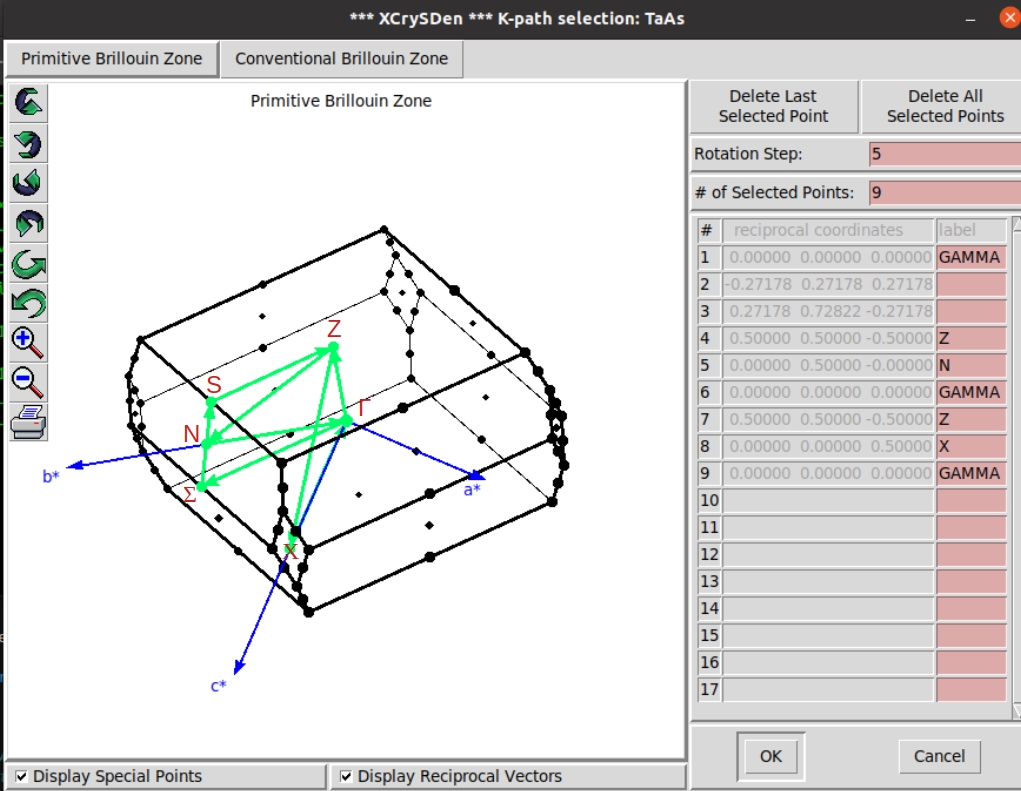 *** XCrySDen *** K-path selection: TaAs
Primitive Brillouin Zone
Conventional Brillouin Zone
Primitive Brillouin Zone
Z
S
Γ
N
b*
Σ
a*
X
c*
Display Special Points
Display Reciprocal Vectors
Delete Last
Selected Point
Delete All
Selected Points
Rotation Step: 5
# of Selected Points: 9
# reciprocal coordinates label
1 0.00000 0.00000 0.00000 GAMMA
2 -0.27178 0.27178 0.27178
3 0.27178 0.72822 -0.27178
4 0.50000 0.50000 -0.50000 Z
5 0.00000 0.50000 -0.00000 N
6 0.00000 0.00000 0.00000 GAMMA
7 0.50000 0.50000 -0.50000 Z
8 0.00000 0.00000 0.50000 X
9 0.00000 0.00000 0.00000 GAMMA
10
11
12
13
14
15
16
17
OK
Cancel